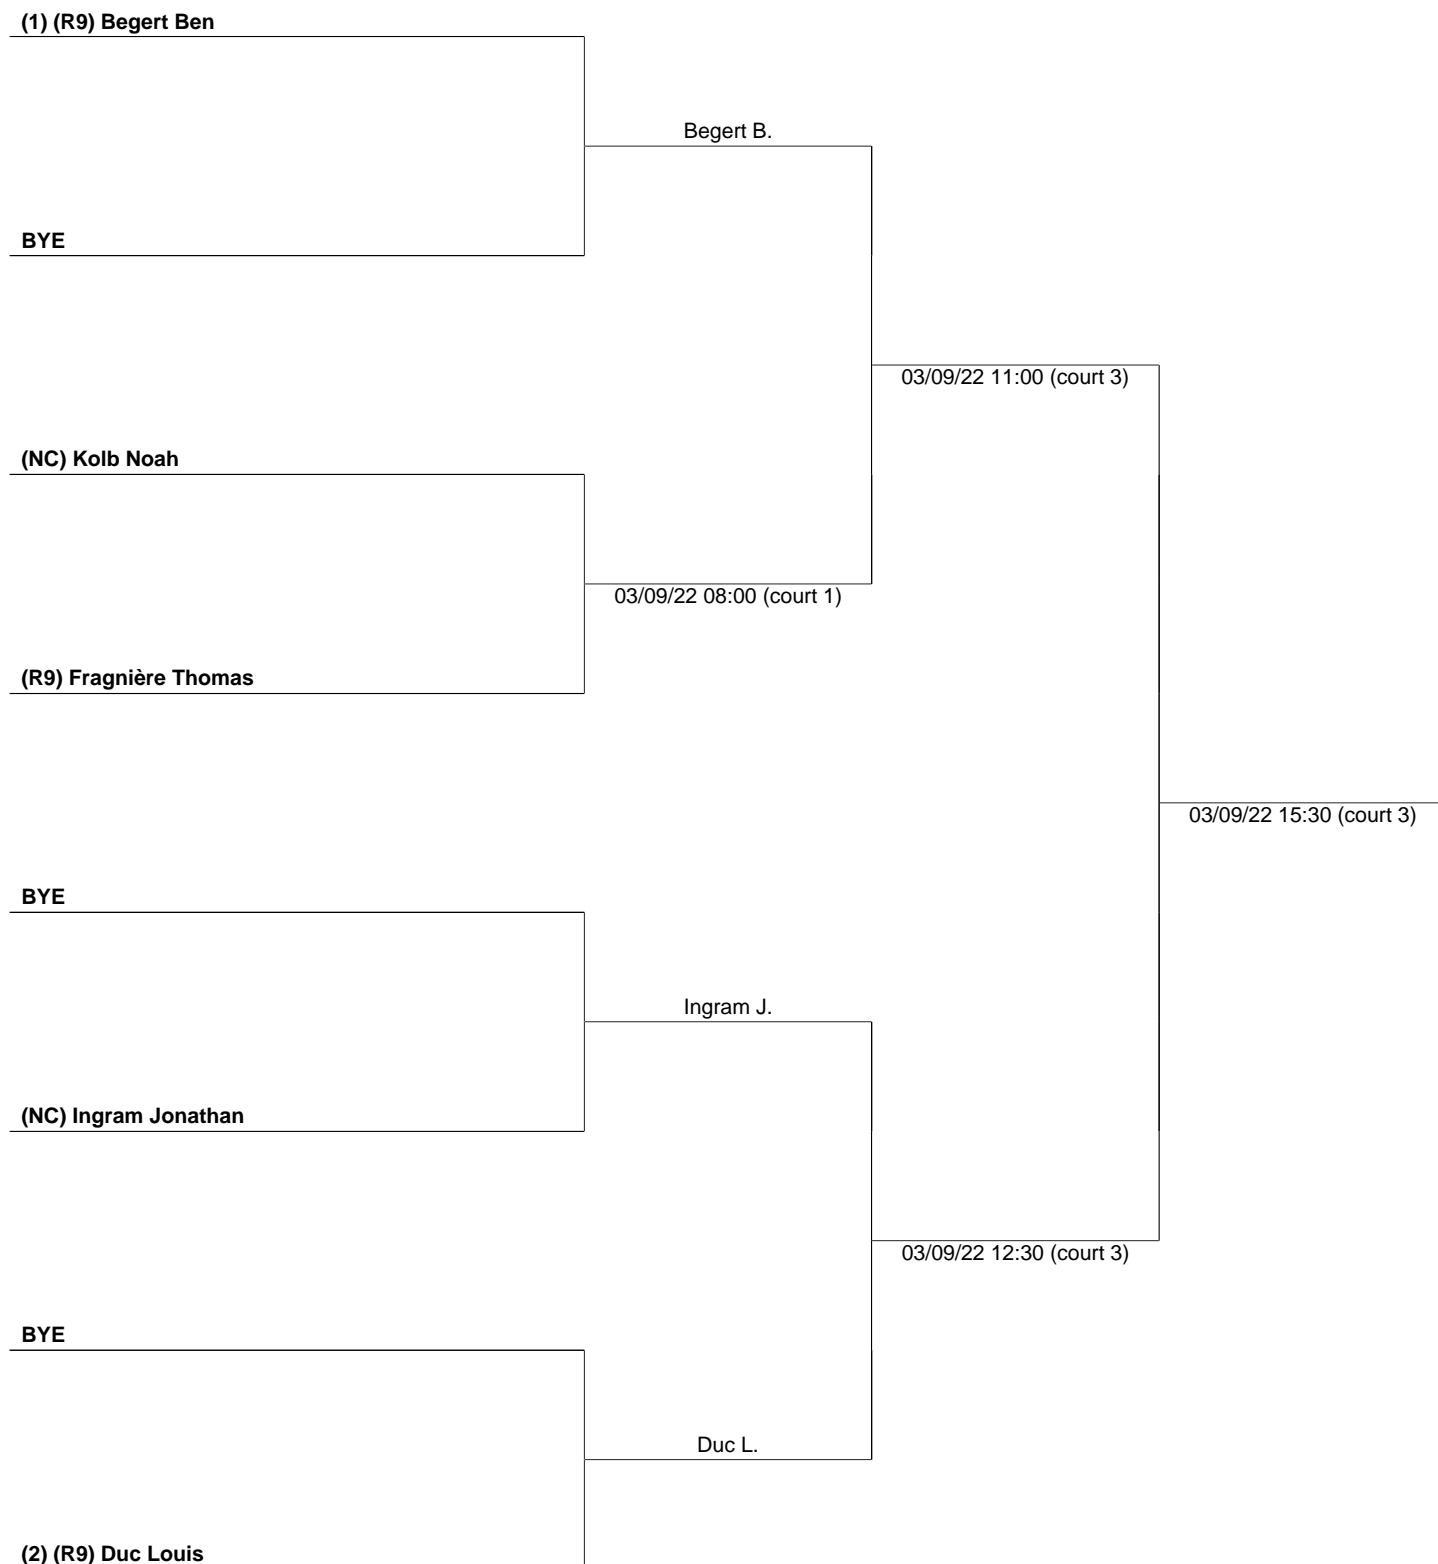 (1) (R9) Begert Ben
Begert B.
BYE
03/09/22 11:00 (court 3)
(NC) Kolb Noah
03/09/22 08:00 (court 1)
(R9) Fragnière Thomas
03/09/22 15:30 (court 3)
BYE
Ingram J.
(NC) Ingram Jonathan
03/09/22 12:30 (court 3)
BYE
Duc L.
(2) (R9) Duc Louis